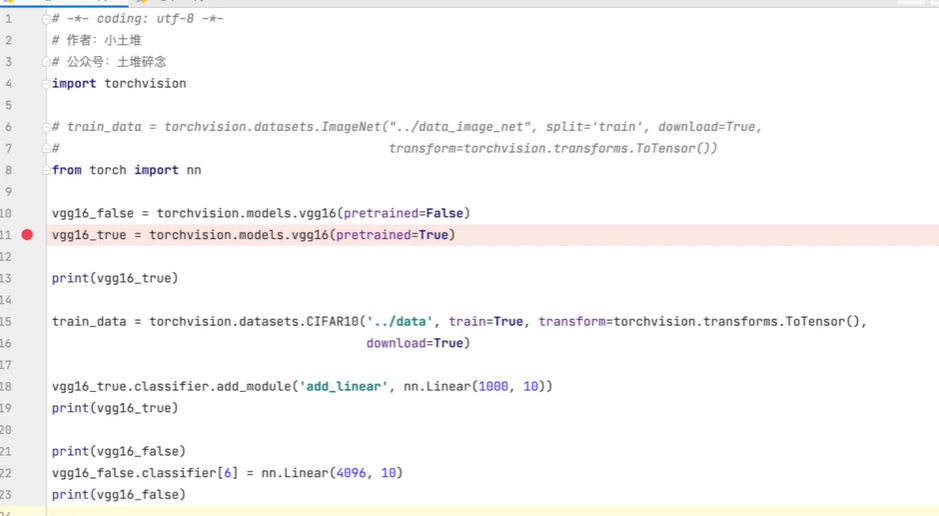 1 # -*- coding: utf-8 -*-
2 # 作者：小土堆
3 # 公众号：土堆碎念
4 import torchvision
5
6 # train_data = torchvision.datasets.ImageNet("../data_image_net", split='train', download=True,
7 # transform=torchvision.transforms.ToTensor())
8 from torch import nn
9
10 vgg16_false = torchvision.models.vgg16(pretrained=False)
11 vgg16_true = torchvision.models.vgg16(pretrained=True)
12
13 print(vgg16_true)
14
15 train_data = torchvision.datasets.CIFAR10('../data', train=True, transform=torchvision.transforms.ToTensor(),
16 download=True)
17
18 vgg16_true.classifier.add_module('add_linear', nn.Linear(1000, 10))
19 print(vgg16_true)
20
21 print(vgg16_false)
22 vgg16_false.classifier[6] = nn.Linear(4096, 10)
23 print(vgg16_false)